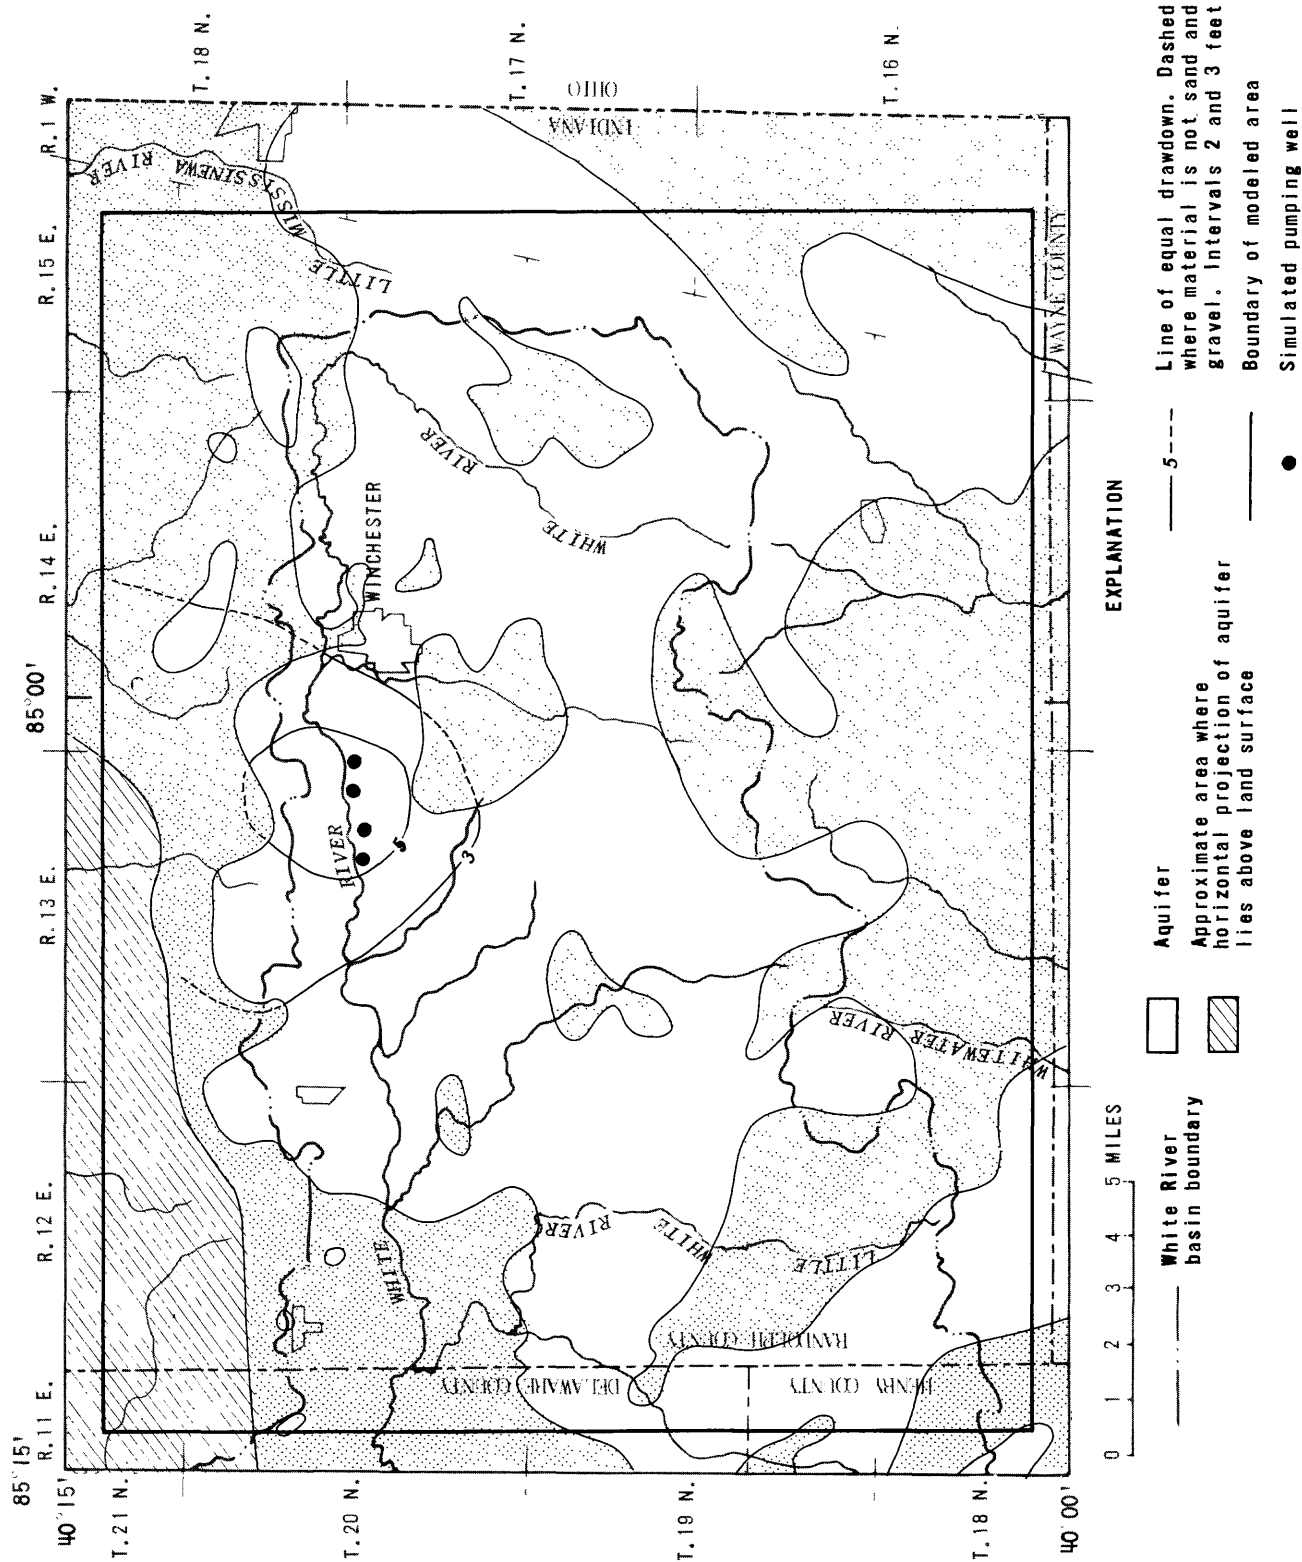 85°15'
R. 11 E.
R. 12 E.
R. 13 E.
85°00'
R. 14 E.
R. 15 E.
R. 1 W.
40°15'
T. 21 N.
T. 20 N.
T. 19 N.
T. 18 N.
40°00'
T. 18 N.
T. 17 N.
T. 16 N.
MISSISSINEWA RIVER
LITTLE
WHITE RIVER
WINCHESTER
RIVER
5
3
WHITE
LITTLE WHITE RIVER
WHITEWATER RIVER
DELAWARE COUNTY
RANDOLPH COUNTY
HENRY COUNTY
WAYNE COUNTY
INDIANA
OHIO
0 1 2 3 4 5 MILES
EXPLANATION
White River
basin boundary
Aquifer
Approximate area where
horizontal projection of aquifer
lies above land surface
5
Line of equal drawdown. Dashed
where material is not sand and
gravel. Intervals 2 and 3 feet
Boundary of modeled area
Simulated pumping well